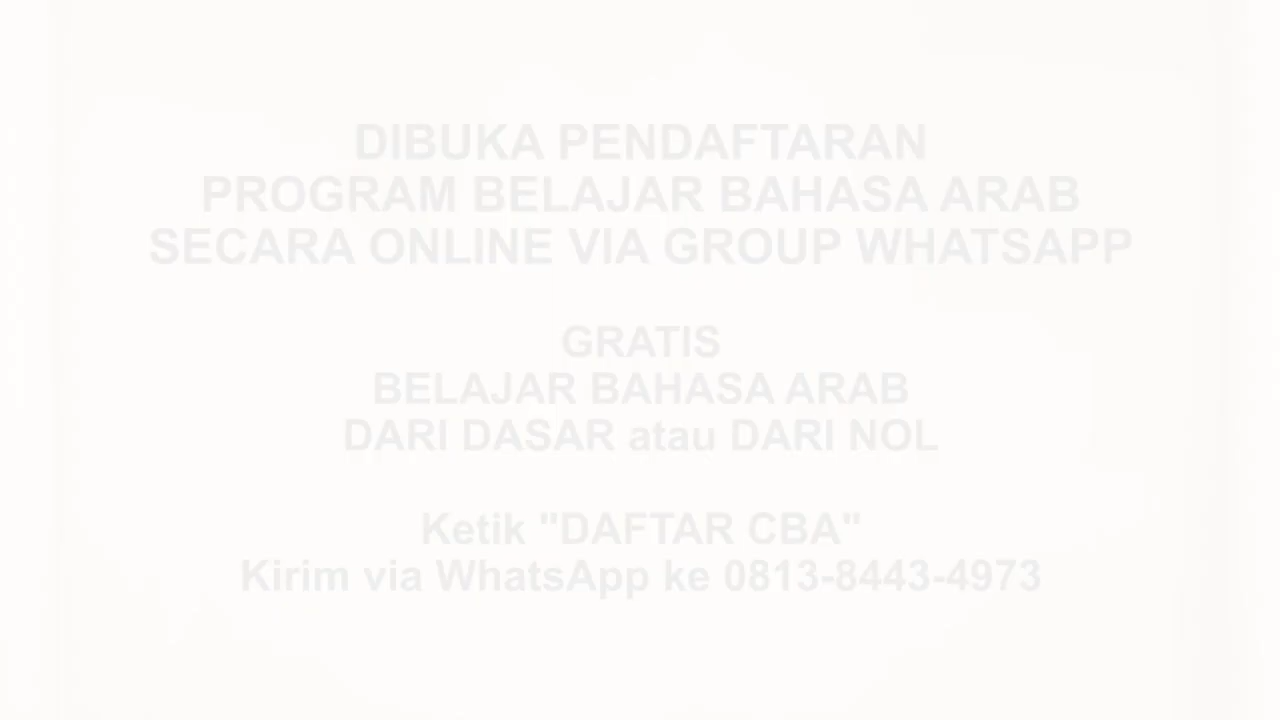 DIBUKA PENDAFTARAN
PROGRAM BELAJAR BAHASA ARAB
SECARA ONLINE VIA GROUP WHATSAPP
GRATIS
BELAJAR BAHASA ARAB
DARI DASAR atau DARI NOL
Ketik "DAFTAR CBA"
Kirim via WhatsApp ke 0813-8443-4973